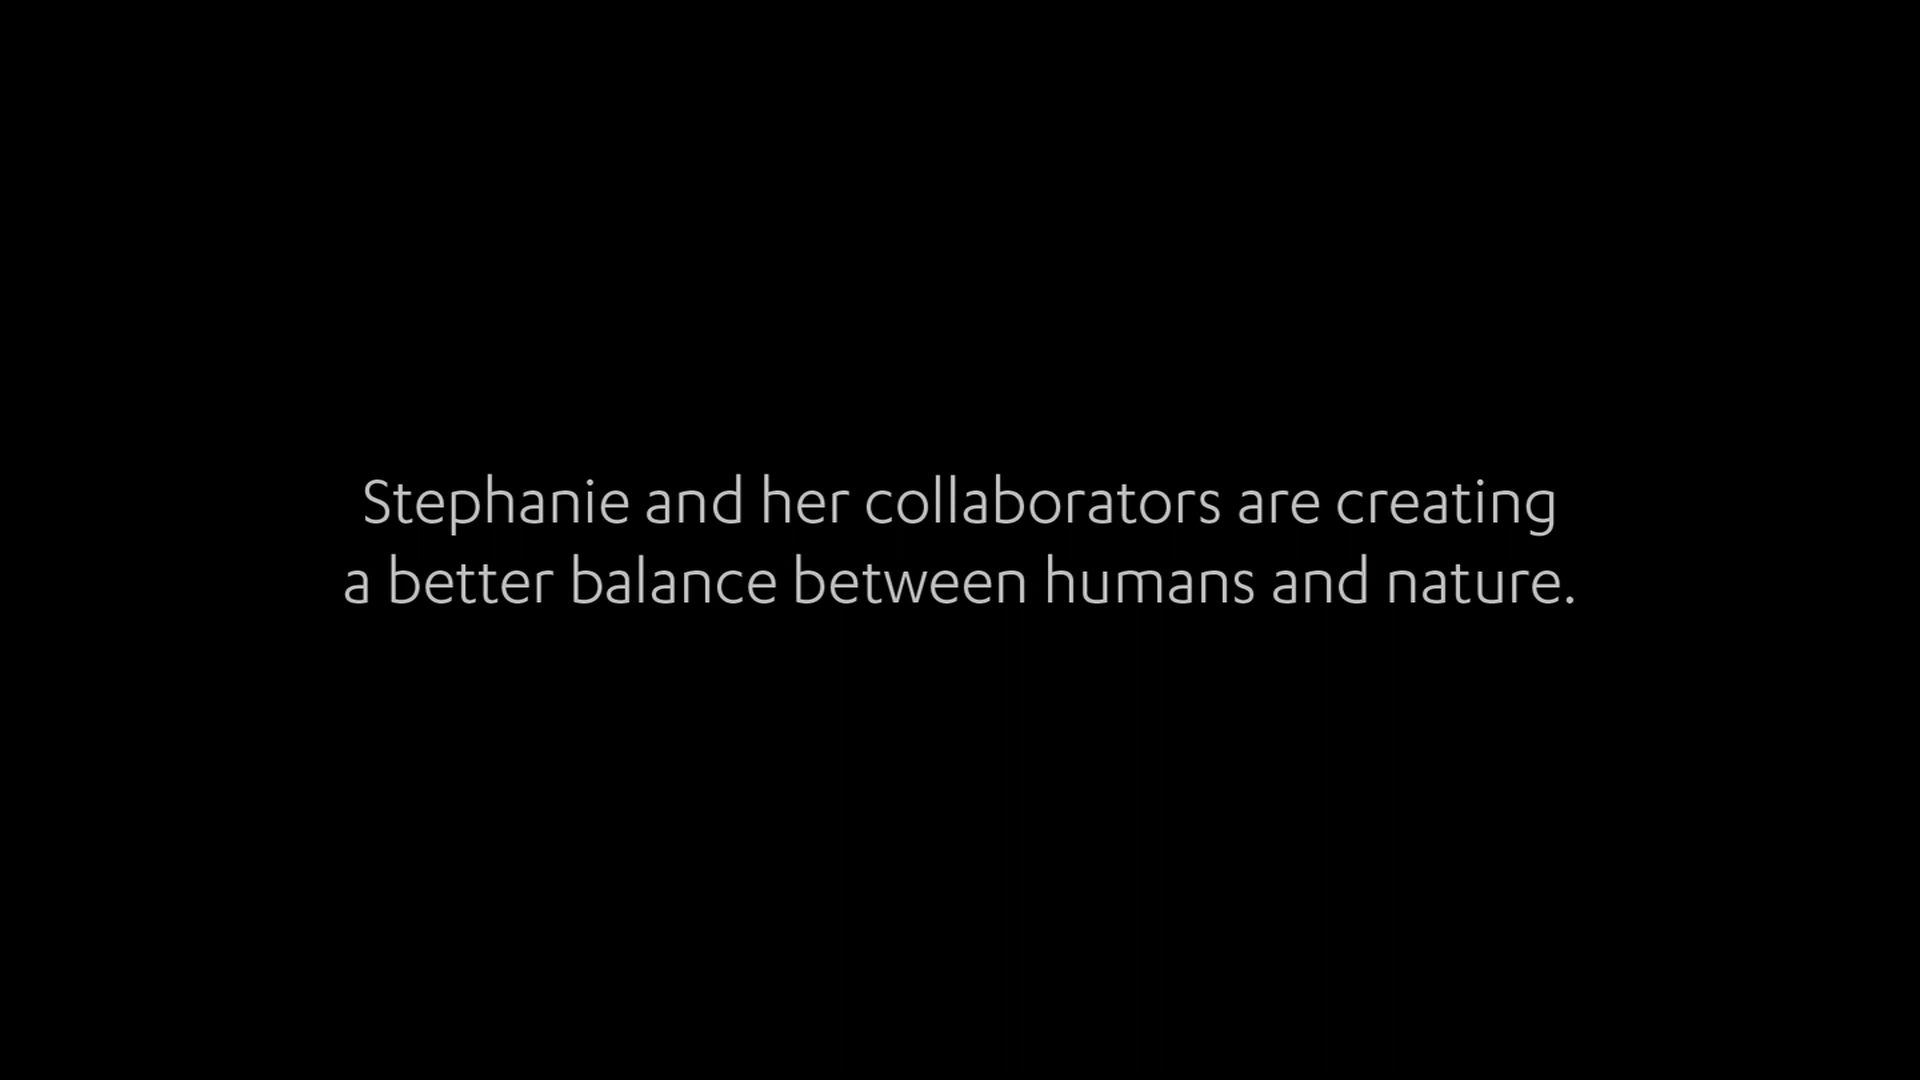 Stephanie and her collaborators are creating
a better balance between humans and nature.